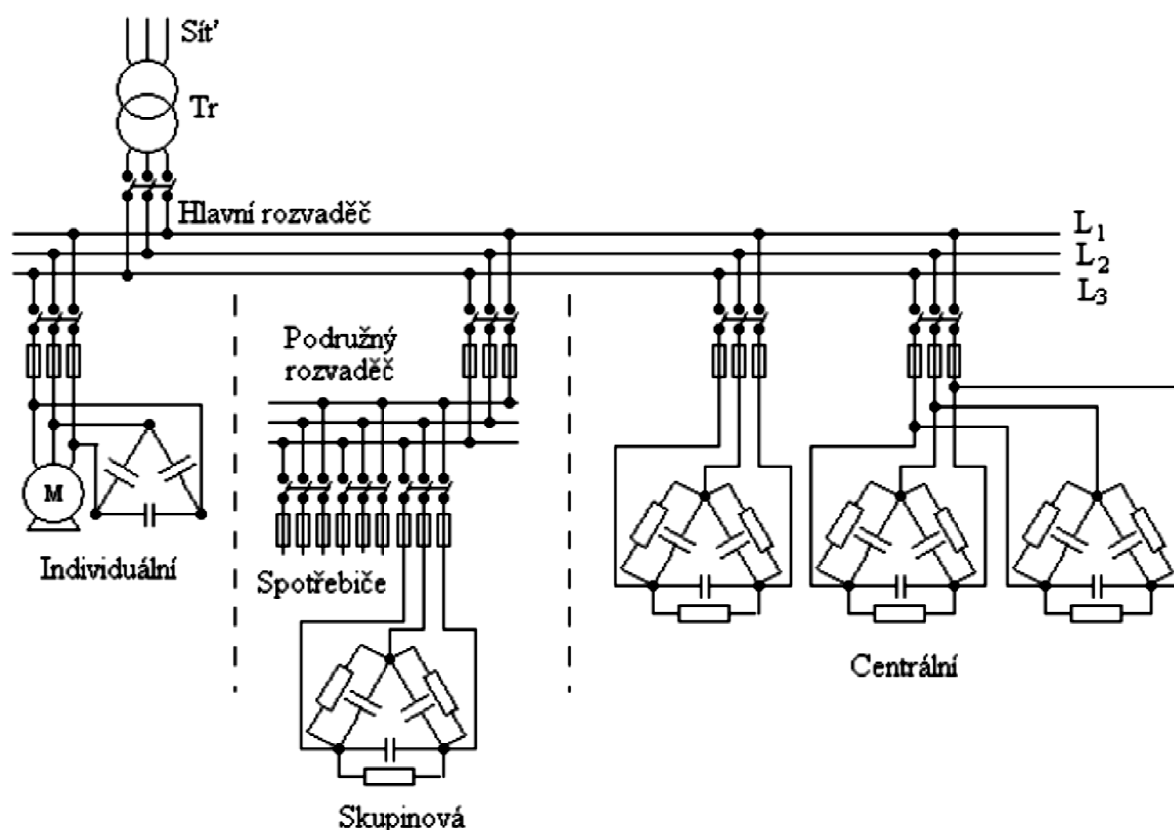 Síť
Tr
Hlavní rozvaděč
L1
L2
L3
Podružný
rozvaděč
M
Individuální
Spotřebiče
Centrální
Skupinová